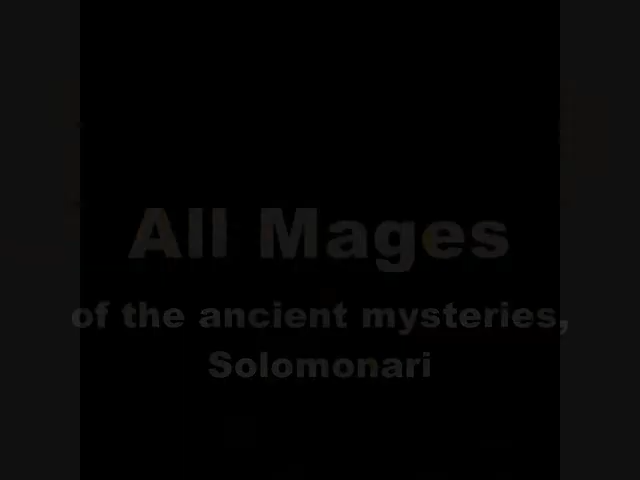 All Mages
of the ancient mysteries,
Solomonari